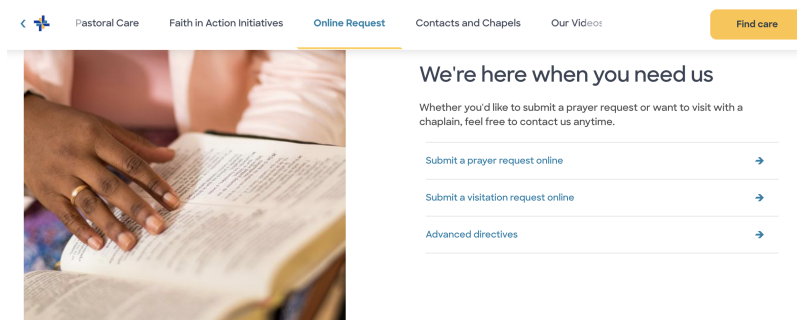 Pastoral Care
Faith in Action Initiatives
Online Request
Contacts and Chapels
Our Videos
Find care
We're here when you need us
Whether you'd like to submit a prayer request or want to visit with a
chaplain, feel free to contact us anytime.
Submit a prayer request online
Submit a visitation request online
Advanced directives